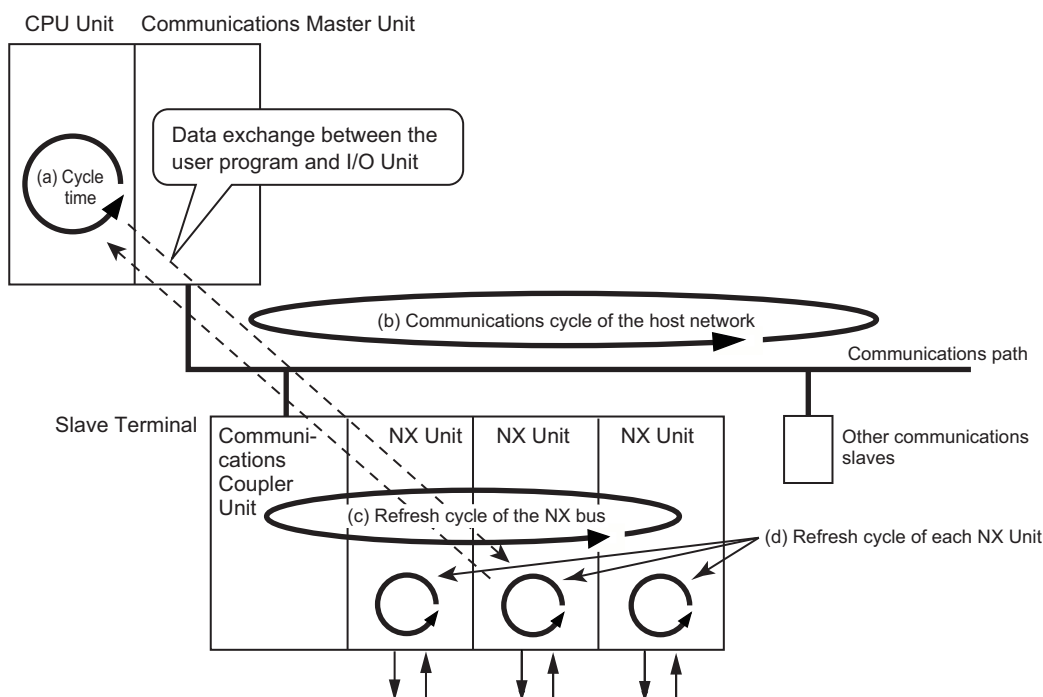 CPU Unit
Communications Master Unit
Data exchange between the
user program and I/O Unit
(a) Cycle
time
(b) Communications cycle of the host network
Communications path
Slave Terminal
Communi-
cations
Coupler
Unit
NX Unit
NX Unit
NX Unit
Other communications
slaves
(c) Refresh cycle of the NX bus
(d) Refresh cycle of each NX Unit